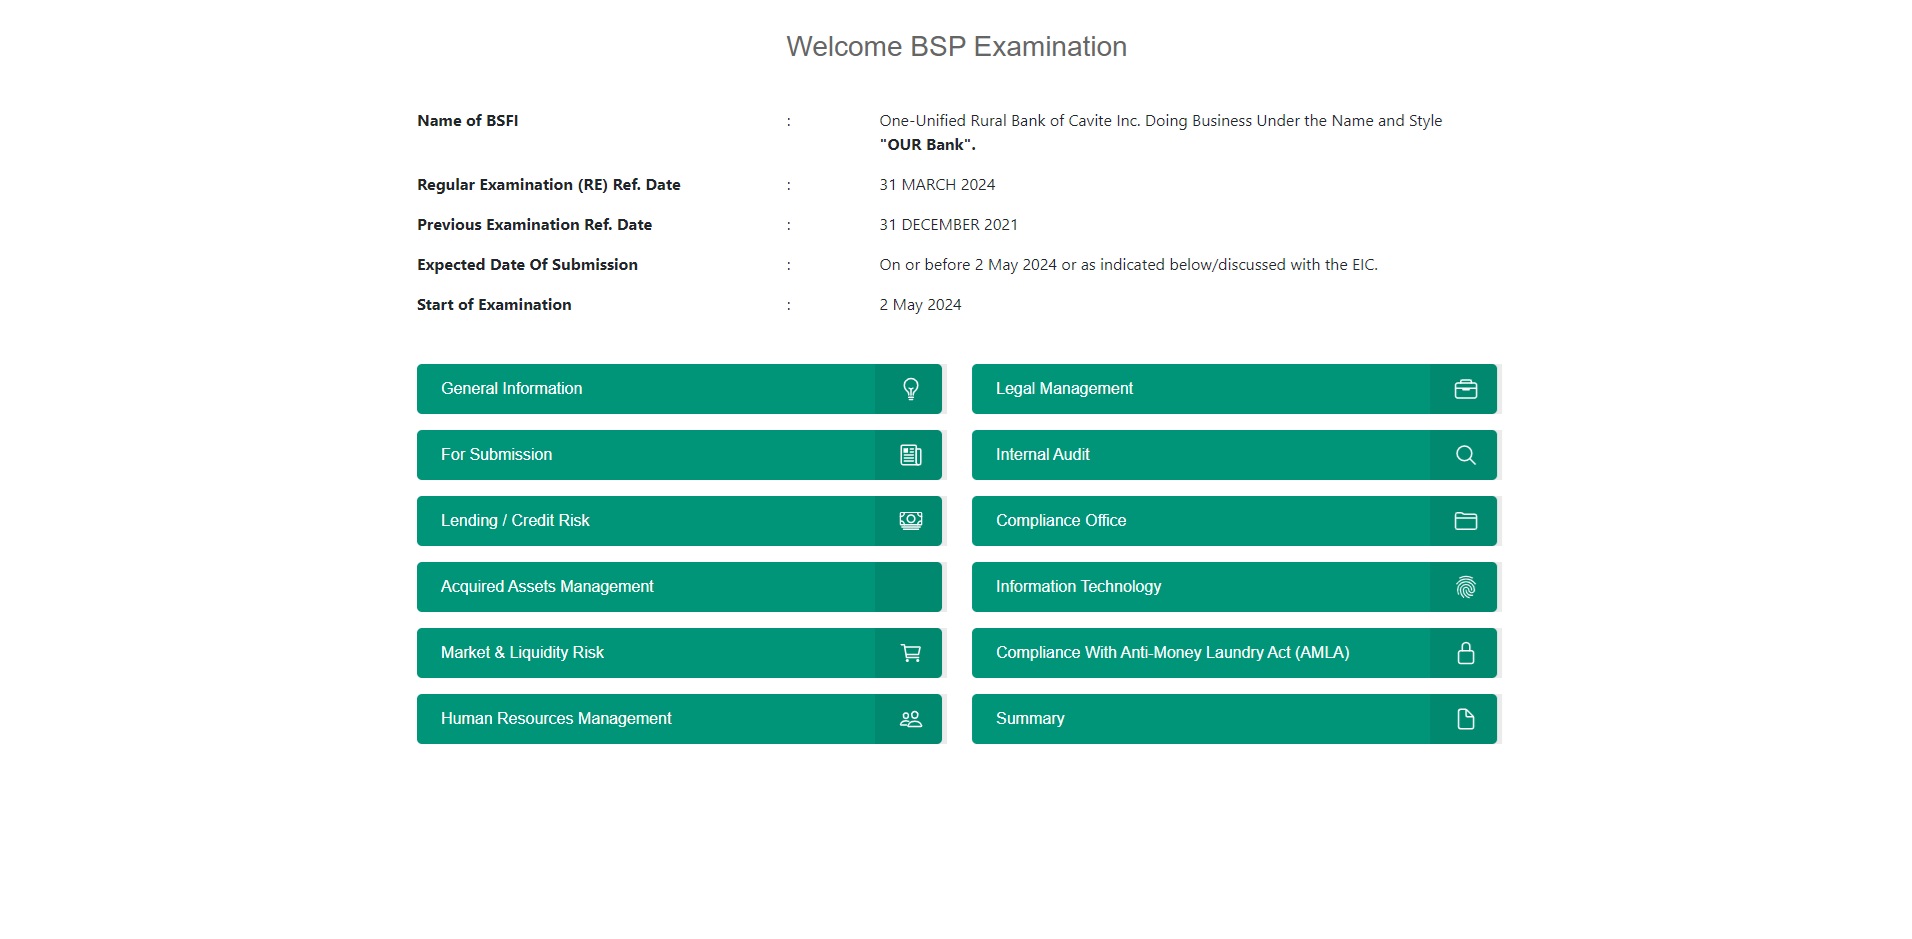 Welcome BSP Examination
Name of BSFI : One-Unified Rural Bank of Cavite Inc. Doing Business Under the Name and Style
"OUR Bank".
Regular Examination (RE) Ref. Date : 31 MARCH 2024
Previous Examination Ref. Date : 31 DECEMBER 2021
Expected Date Of Submission : On or before 2 May 2024 or as indicated below/discussed with the EIC.
Start of Examination : 2 May 2024
General Information
Legal Management
For Submission
Internal Audit
Lending / Credit Risk
Compliance Office
Acquired Assets Management
Information Technology
Market & Liquidity Risk
Compliance With Anti-Money Laundry Act (AMLA)
Human Resources Management
Summary